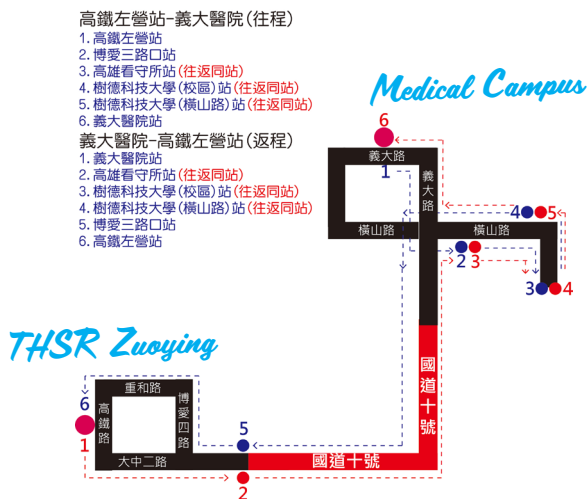 高鐵左營站-義大醫院(往程)
1.高鐵左營站
2.博愛三路口站
3.高雄看守所站(往返同站)
4.樹德科技大學(校區)站(往返同站)
5.樹德科技大學(橫山路)站(往返同站)
6.義大醫院站
義大醫院-高鐵左營站(返程)
1.義大醫院站
2.高雄看守所站(往返同站)
3.樹德科技大學(校區)站(往返同站)
4.樹德科技大學(橫山路)站(往返同站)
5.博愛三路口站
6.高鐵左營站
Medical Campus
6
義大路
1
義大路
4 5
橫山路
橫山路
2 3
3 4
THSR Zuoying
國道十號
重和路
6
高鐵路
博愛四路
5
1
大中二路
國道十號
2